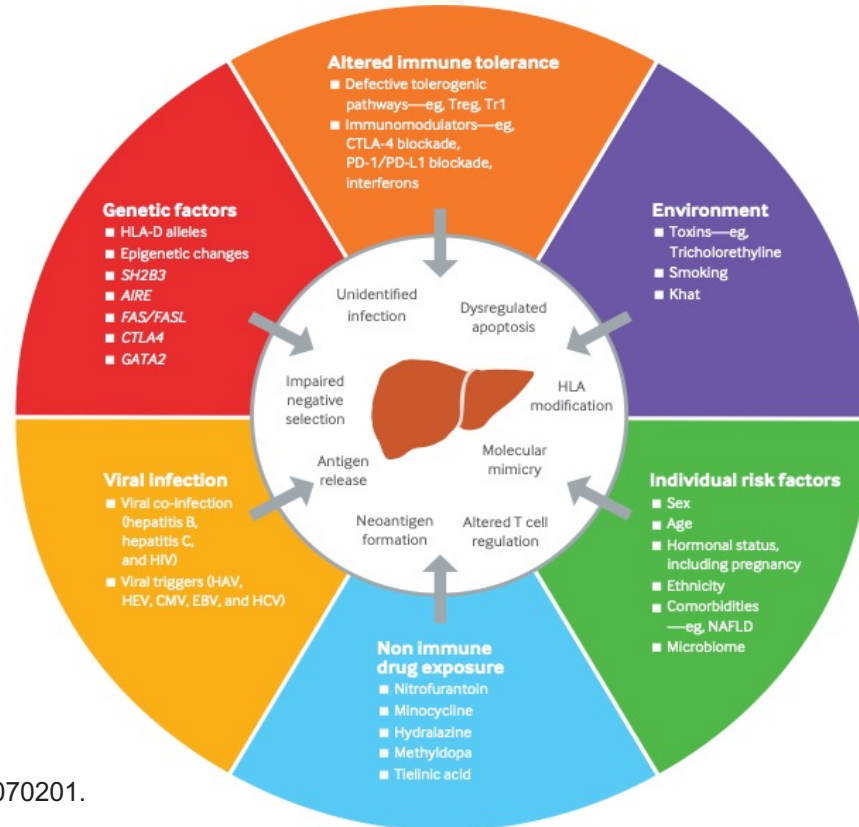 Altered immune tolerance
■ Defective tolerogenic
pathways—eg, Treg, Tr1
■ Immunomodulators—eg,
CTLA-4 blockade,
PD-1/PD-L1 blockade,
interferons
Genetic factors
■ HLA-D alleles
■ Epigenetic changes
■ SH2B3
■ AIRE
■ FAS/FASL
■ CTLA4
■ GATA2
Environment
■ Toxins—eg,
Tricholorethyline
■ Smoking
■ Khat
Unidentified
infection
Dysregulated
apoptosis
Impaired
negative
selection
HLA
modification
Antigen
release
Molecular
mimicry
Neoantigen
formation
Altered T cell
regulation
Viral infection
■ Viral co-infection
(hepatitis B,
hepatitis C,
and HIV)
■ Viral triggers (HAV,
HEV, CMV, EBV, and HCV)
Individual risk factors
■ Sex
■ Age
■ Hormonal status,
including pregnancy
■ Ethnicity
■ Comorbidities
—eg, NAFLD
■ Microbiome
Non immune
drug exposure
■ Nitrofurantoin
■ Minocycline
■ Hydralazine
■ Methyldopa
■ Tielinic acid
070201.